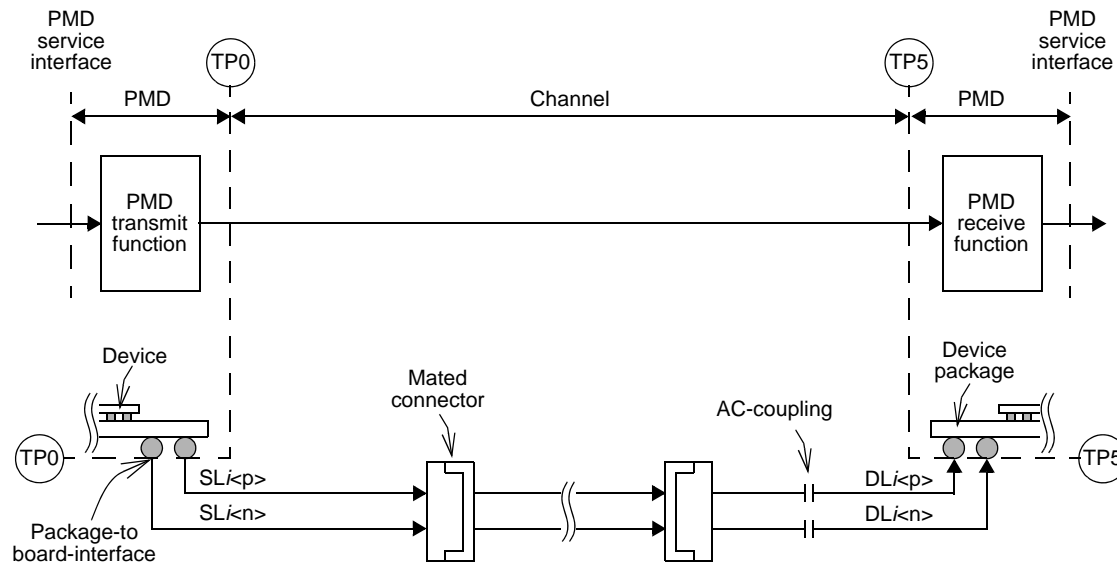 PMD
service
interface
PMD
service
interface
TP0
TP5
PMD
Channel
PMD
PMD
transmit
function
PMD
receive
function
Device
Mated
connector
AC-coupling
Device
package
TP0
TP5
SLi<p>
DLi<p>
SLi<n>
DLi<n>
Package-to
board-interface